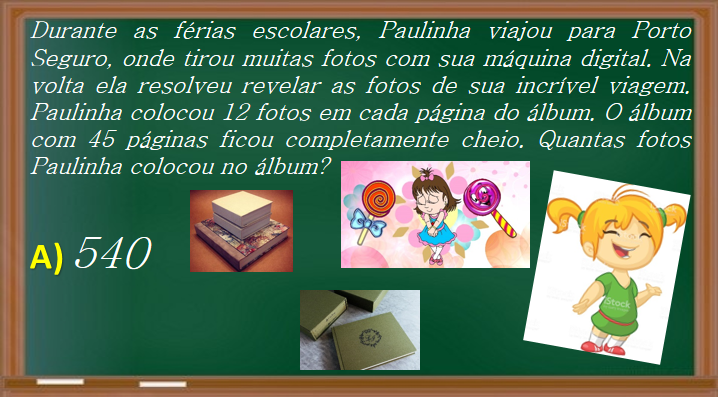 Durante as férias escolares, Paulinha viajou para Porto
Seguro, onde tirou muitas fotos com sua máquina digital. Na
volta ela resolveu revelar as fotos de sua incrível viagem.
Paulinha colocou 12 fotos em cada página do álbum. O álbum
com 45 páginas ficou completamente cheio. Quantas fotos
Paulinha colocou no álbum?
A) 540
iStock